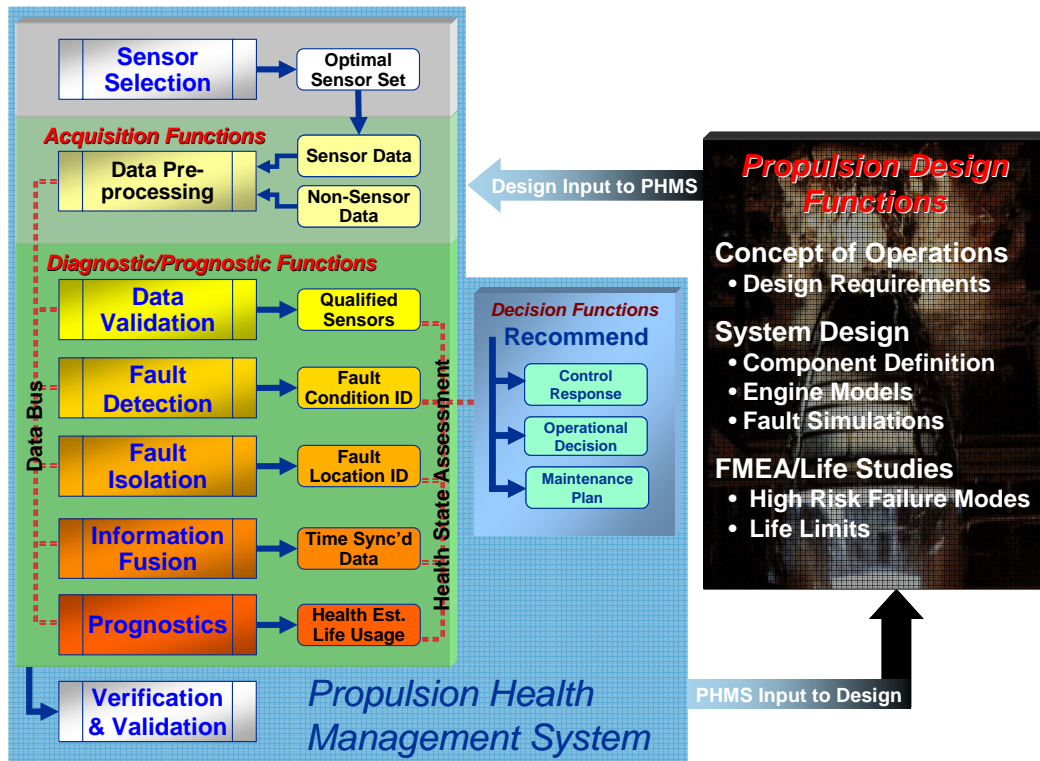 Sensor
Selection
Optimal
Sensor Set
Acquisition Functions
Data Pre-
processing
Sensor Data
Non-Sensor
Data
Diagnostic/Prognostic Functions
Data
Validation
Qualified
Sensors
Fault
Detection
Fault
Condition ID
Fault
Isolation
Fault
Location ID
Information
Fusion
Time Sync’d
Data
Prognostics
Health Est.
Life Usage
Data Bus
Health State Assessment
Verification
& Validation
Propulsion Health
Management System
Decision Functions
Recommend
Control
Response
Operational
Decision
Maintenance
Plan
Design Input to PHMS
Propulsion Design
Functions
Concept of Operations
• Design Requirements
System Design
• Component Definition
• Engine Models
• Fault Simulations
FMEA/Life Studies
• High Risk Failure Modes
• Life Limits
PHMS Input to Design